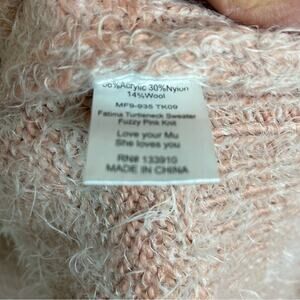 56%Acrylic 30%Nylon
14%Wool
MF9-935 TK09
Fatima Turtleneck Sweater
Fuzzy Pink Knit
Love your Mu
She loves you
RN# 133910
MADE IN CHINA